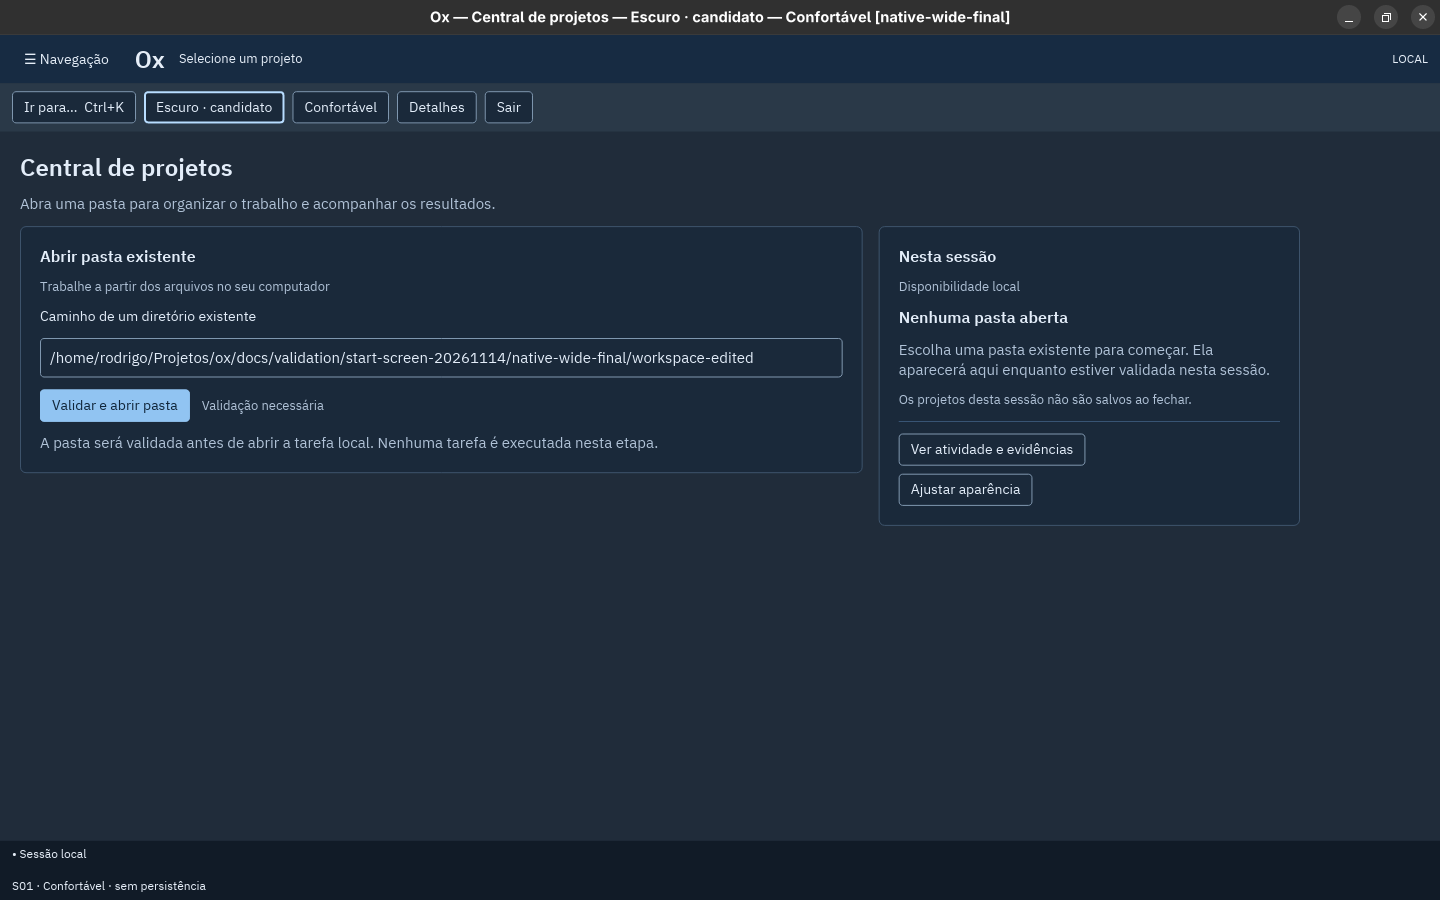 Ox — Central de projetos — Escuro · candidato — Confortável [native-wide-final]
☰ Navegação
Ox
Selecione um projeto
LOCAL
Ir para... Ctrl+K
Escuro · candidato
Confortável
Detalhes
Sair
Central de projetos
Abra uma pasta para organizar o trabalho e acompanhar os resultados.
Abrir pasta existente
Trabalhe a partir dos arquivos no seu computador
Caminho de um diretório existente
/home/rodrigo/Projetos/ox/docs/validation/start-screen-20261114/native-wide-final/workspace-edited
Validar e abrir pasta
Validação necessária
A pasta será validada antes de abrir a tarefa local. Nenhuma tarefa é executada nesta etapa.
Nesta sessão
Disponibilidade local
Nenhuma pasta aberta
Escolha uma pasta existente para começar. Ela
aparecerá aqui enquanto estiver validada nesta sessão.
Os projetos desta sessão não são salvos ao fechar.
Ver atividade e evidências
Ajustar aparência
• Sessão local
S01 · Confortável · sem persistência